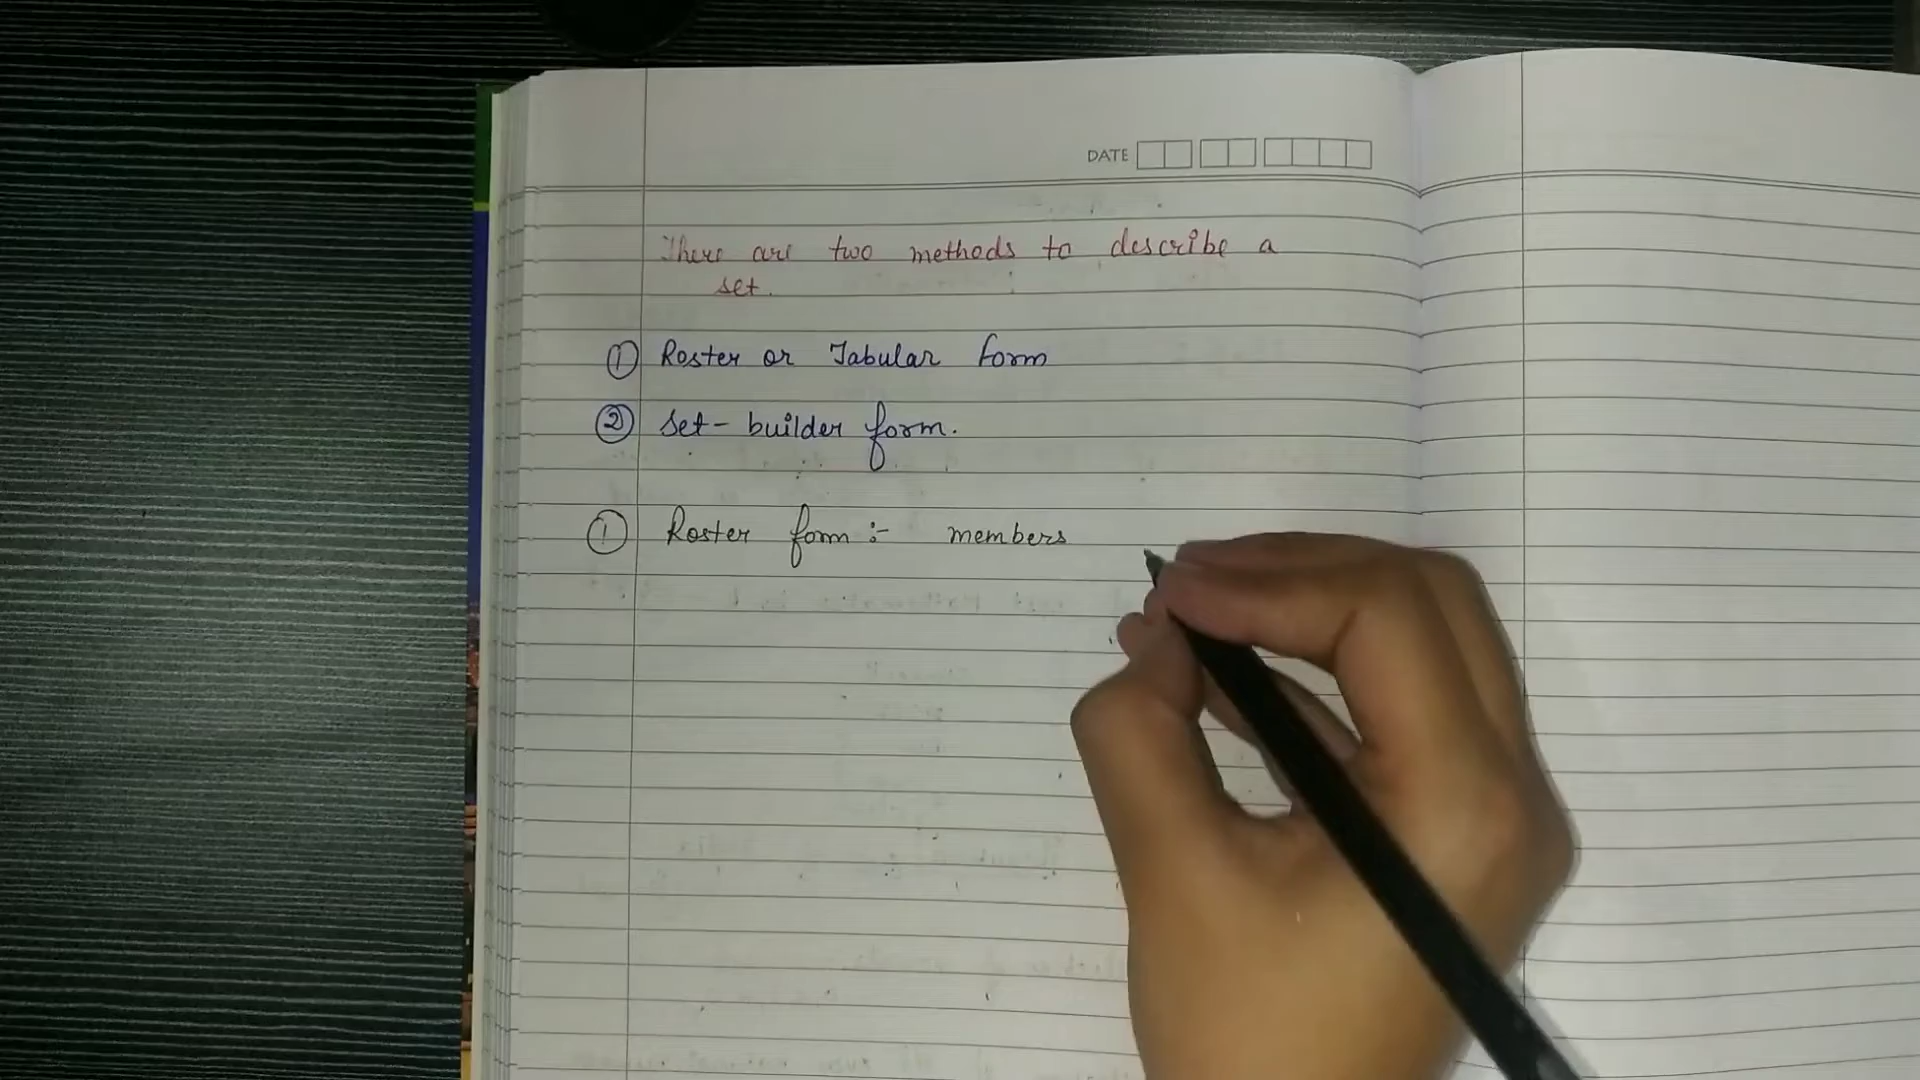 DATE
There are two methods to describe a
set.
① Roster or Tabular form
② Set-builder form.
① Roster form :- members